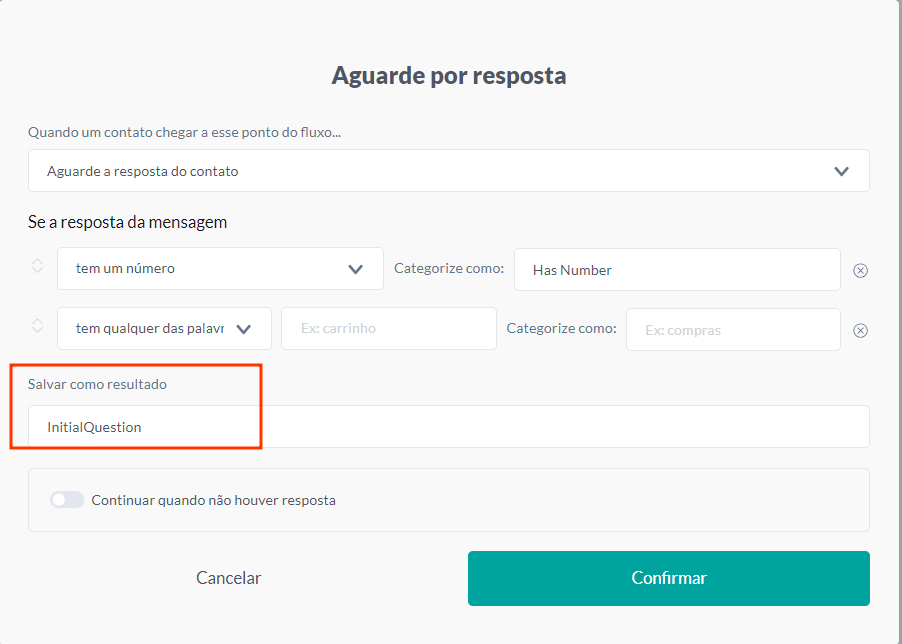 Aguarde por resposta
Quando um contato chegar a esse ponto do fluxo...
Aguarde a resposta do contato
Se a resposta da mensagem
tem um número Categorize como: Has Number
tem qualquer das palavr Ex: carrinho Categorize como: Ex: compras
Salvar como resultado
InitialQuestion
Continuar quando não houver resposta
Cancelar Confirmar